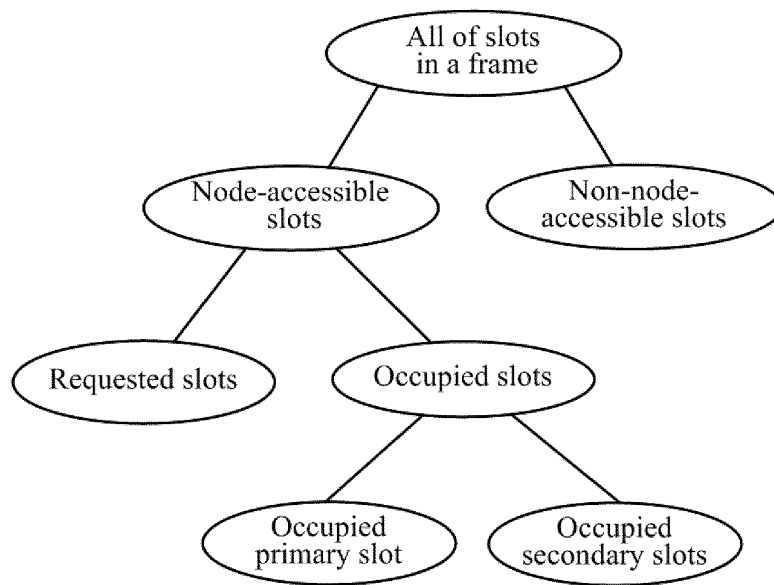 All of slots
in a frame
Node-accessible
slots
Non-node-
accessible slots
Requested slots
Occupied slots
Occupied
primary slot
Occupied
secondary slots